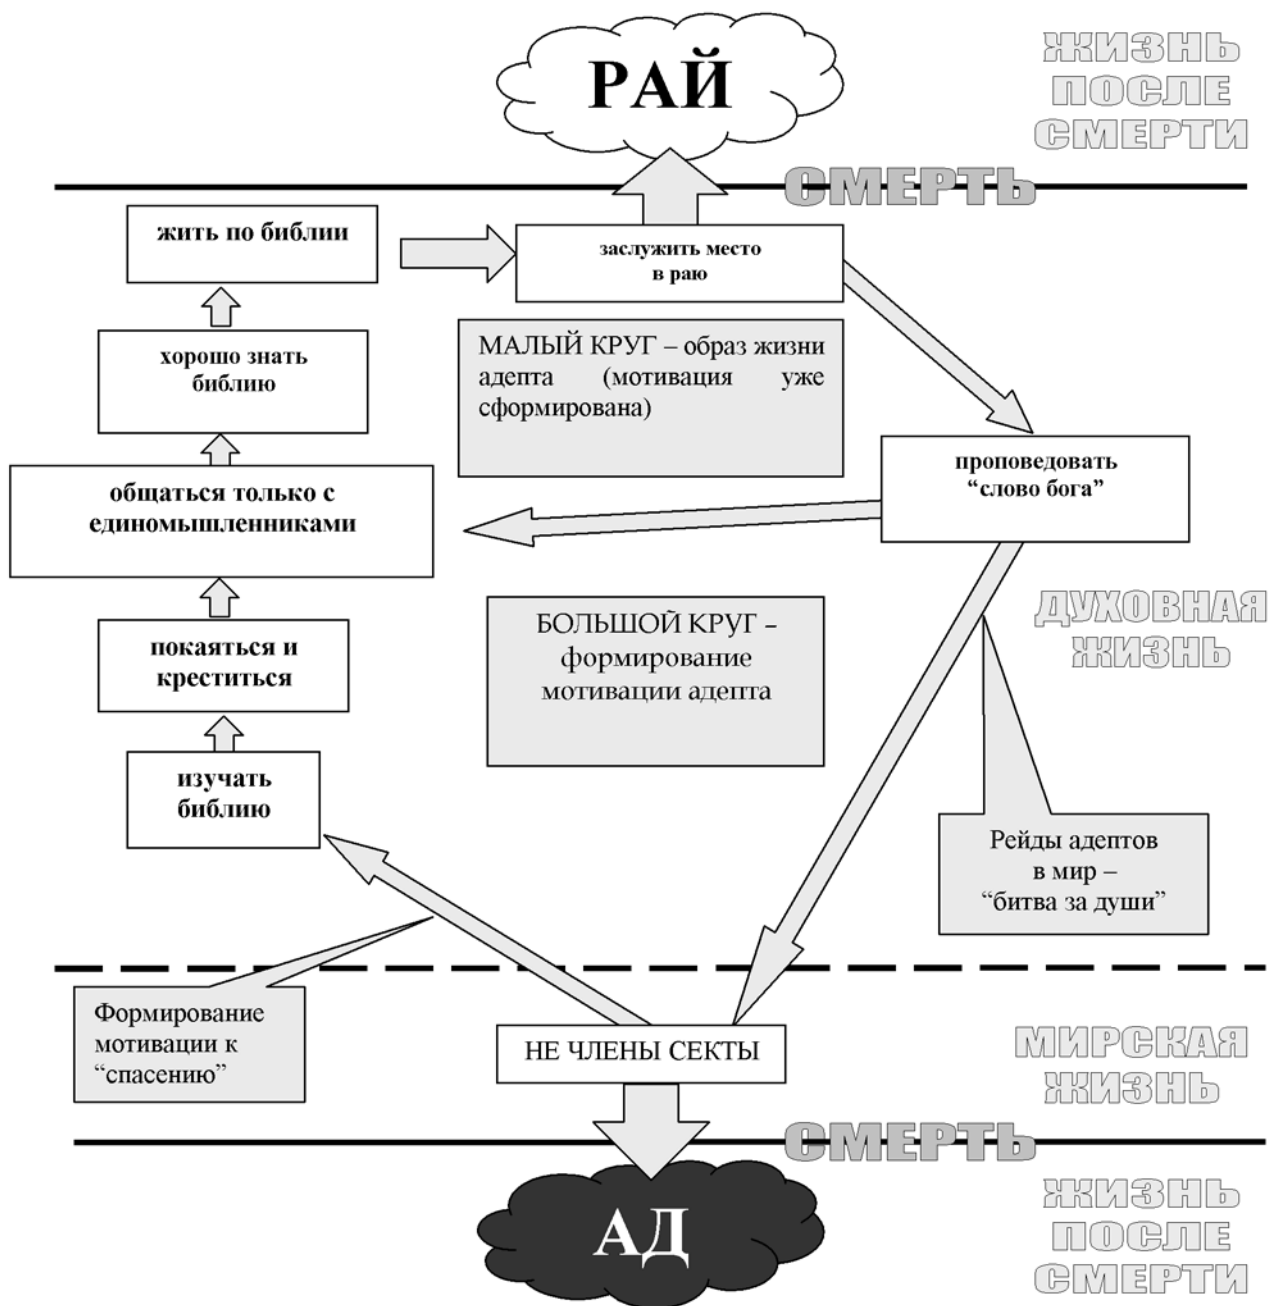 РАЙ
ЖИЗНЬ
ПОСЛЕ
СМЕРТИ
СМЕРТЬ
жить по библии
заслужить место
в раю
хорошо знать
библию
МАЛЫЙ КРУГ – образ жизни
адепта (мотивация уже
сформирована)
проповедовать
“слово бога”
общаться только с
единомышленниками
ДУХОВНАЯ
ЖИЗНЬ
БОЛЬШОЙ КРУГ –
формирование
мотивации адепта
покаяться и
креститься
изучать
библию
Рейды адептов
в мир –
“битва за души”
Формирование
мотивации к
“спасению”
НЕ ЧЛЕНЫ СЕКТЫ
МИРСКАЯ
ЖИЗНЬ
СМЕРТЬ
АД
ЖИЗНЬ
ПОСЛЕ
СМЕРТИ